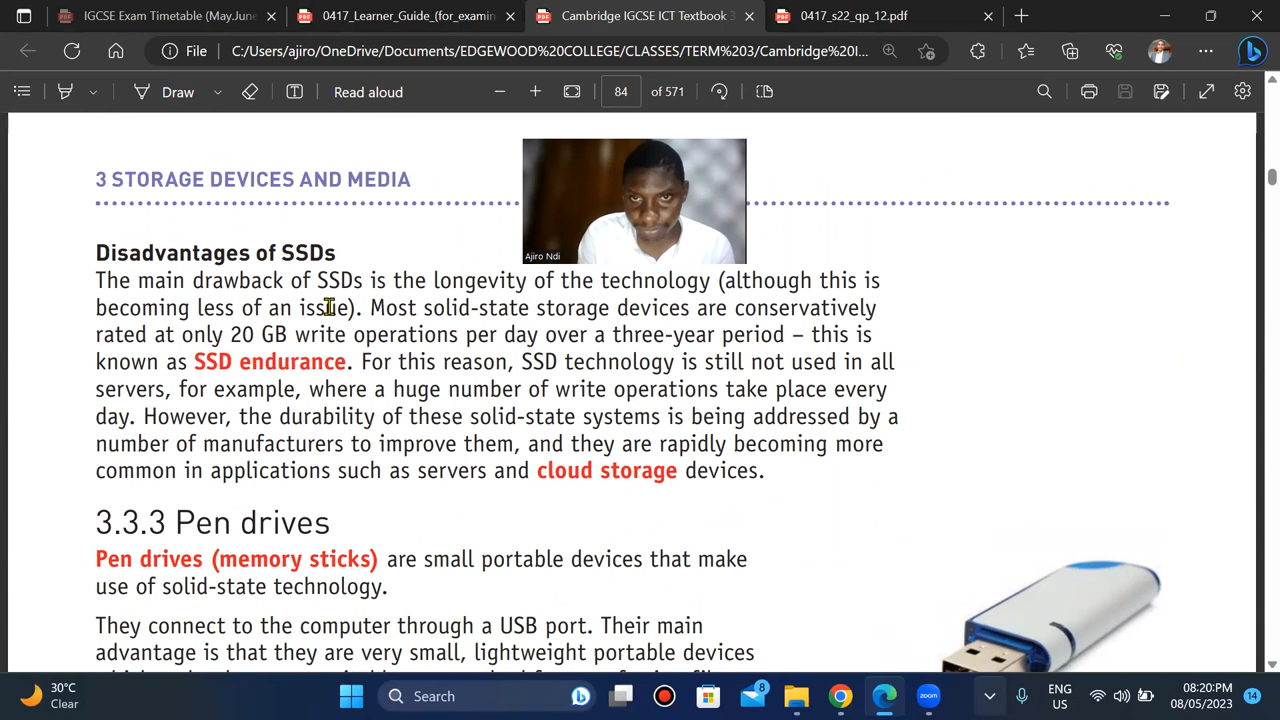 IGCSE Exam Timetable (May.June
0417_Learner_Guide_(for_examin
Cambridge IGCSE ICT Textbook 3
0417_s22_qp_12.pdf
File
C:/Users/ajiro/OneDrive/Documents/EDGEWOOD%20COLLEGE/CLASSES/TERM%203/Cambridge%20I...
Draw
Read aloud
84 of 571
3 STORAGE DEVICES AND MEDIA
Ajiro Ndi
Disadvantages of SSDs
The main drawback of SSDs is the longevity of the technology (although this is
becoming less of an issue). Most solid-state storage devices are conservatively
rated at only 20 GB write operations per day over a three-year period – this is
known as SSD endurance. For this reason, SSD technology is still not used in all
servers, for example, where a huge number of write operations take place every
day. However, the durability of these solid-state systems is being addressed by a
number of manufacturers to improve them, and they are rapidly becoming more
common in applications such as servers and cloud storage devices.
3.3.3 Pen drives
Pen drives (memory sticks) are small portable devices that make
use of solid-state technology.
They connect to the computer through a USB port. Their main
advantage is that they are very small, lightweight portable devices
30°C
Clear
Search
8
zoom
ENG
US
08:20:PM
08/05/2023
14